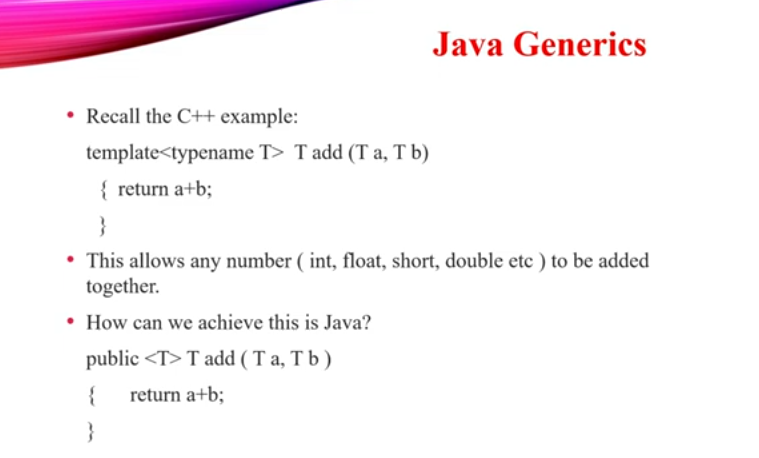 Java Generics
• Recall the C++ example:
template<typename T> T add (T a, T b)
{ return a+b;
}
• This allows any number ( int, float, short, double etc ) to be added
together.
• How can we achieve this is Java?
public <T> T add ( T a, T b )
{ return a+b;
}